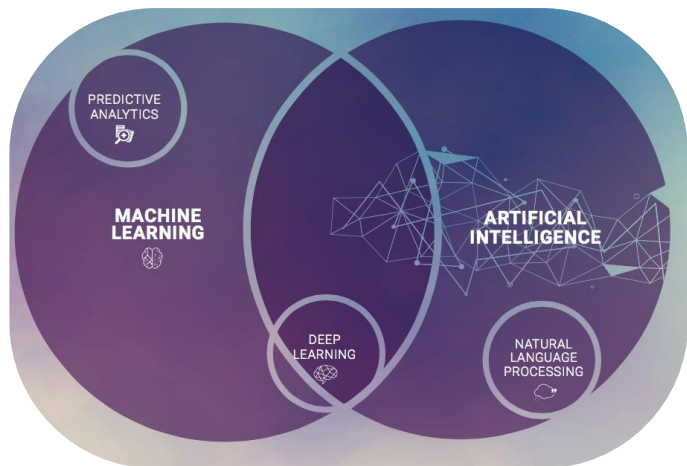 PREDICTIVE
ANALYTICS
MACHINE
LEARNING
ARTIFICIAL
INTELLIGENCE
DEEP
LEARNING
NATURAL
LANGUAGE
PROCESSING